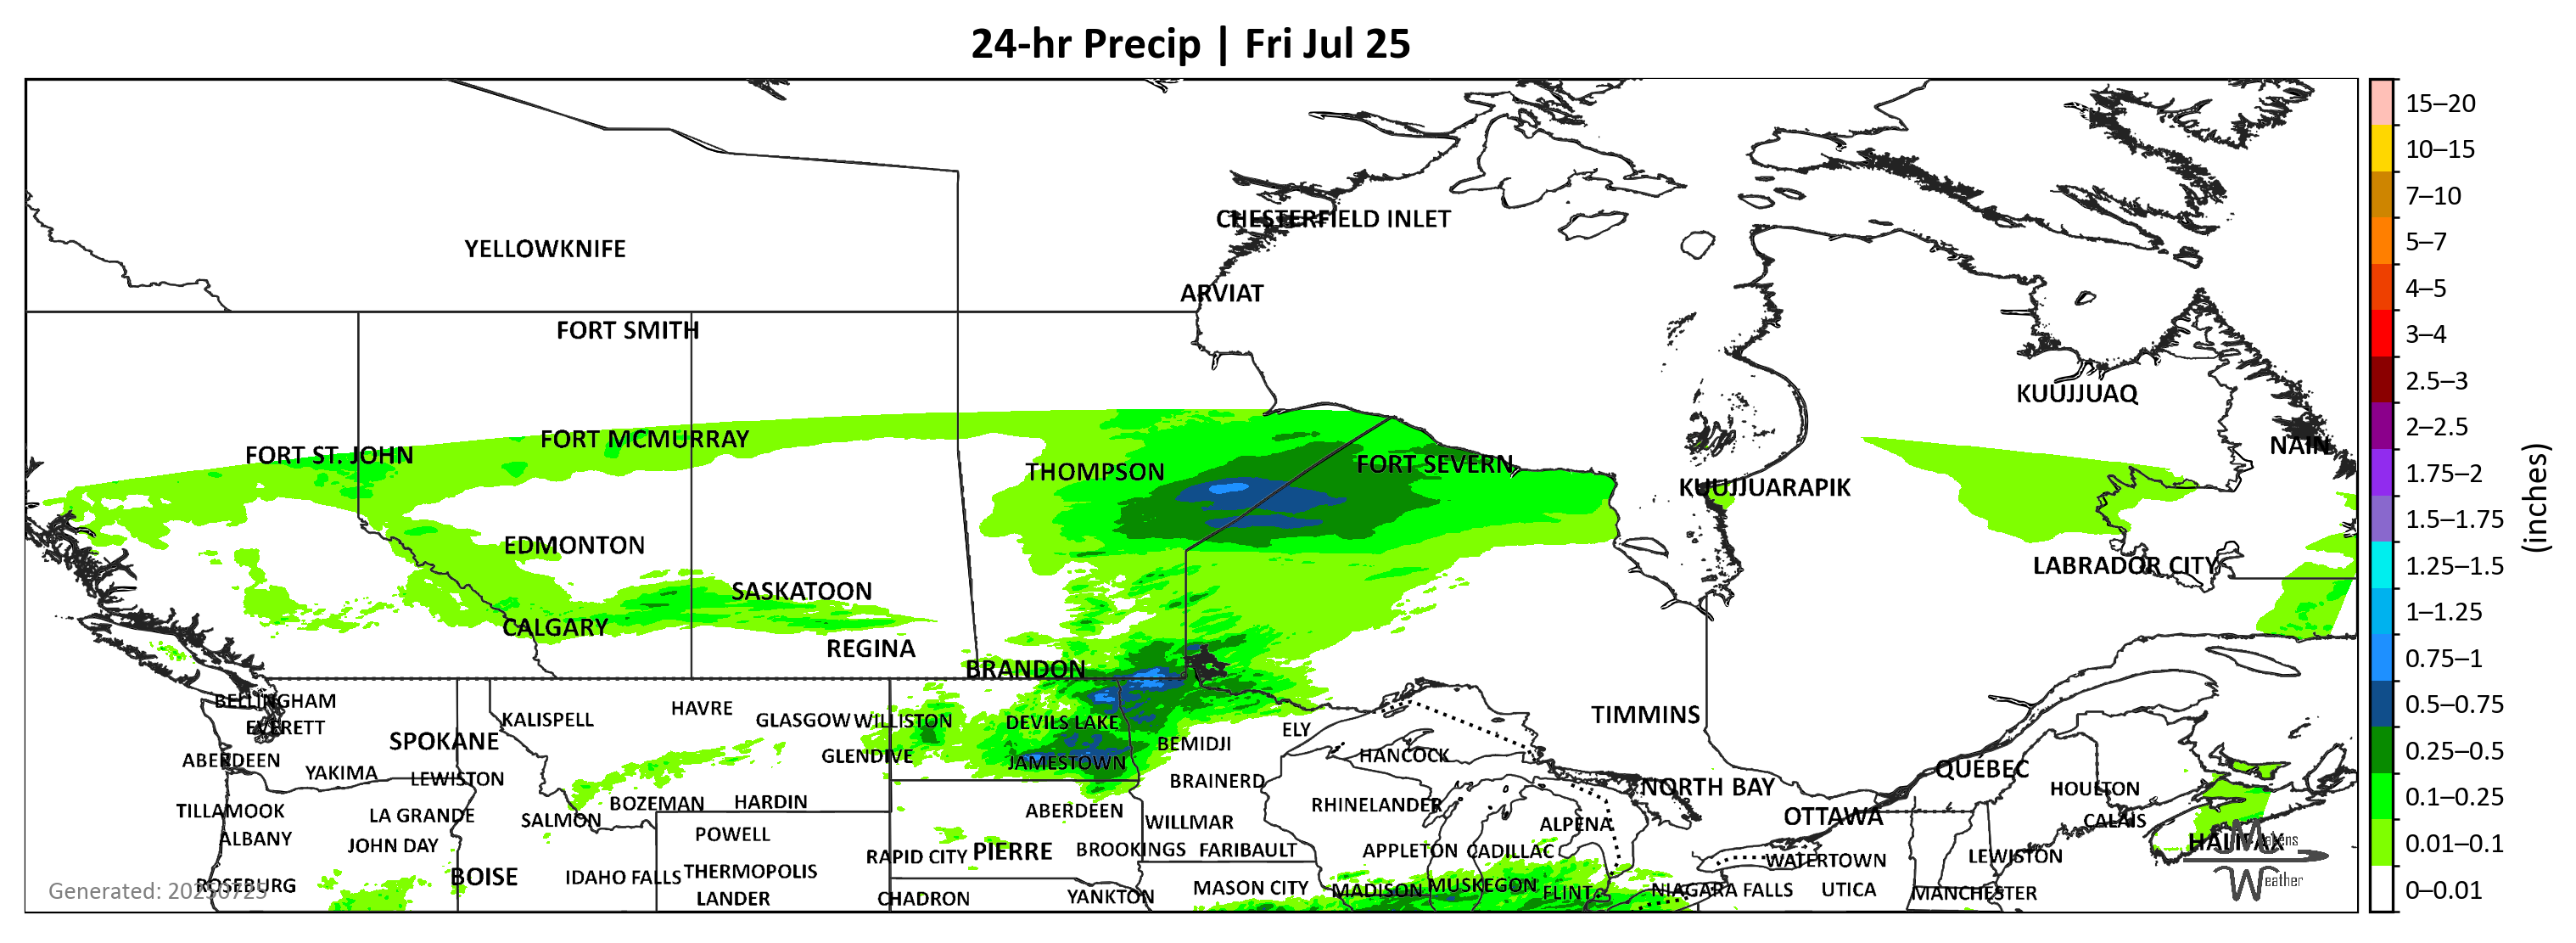 24-hr Precip | Fri Jul 25
CHESTERFIELD INLET
YELLOWKNIFE
ARVIAT
FORT SMITH
KUUJJUAQ
FORT MCMURRAY
NAIN
FORT ST. JOHN
THOMPSON
FORT SEVERN
KUUJJUARAPIK
EDMONTON
LABRADOR CITY
SASKATOON
CALGARY
REGINA
BRANDON
BELLINGHAM
HAVRE
KALISPELL
GLASGOW
WILLISTON
DEVILS LAKE
TIMMINS
EVERETT
ELY
SPOKANE
BEMIDJI
ABERDEEN
GLENDIVE
JAMESTOWN
HANCOCK
QUÉBEC
YAKIMA
LEWISTON
BRAINERD
NORTH BAY
HOULTON
BOZEMAN
HARDIN
RHINELANDER
TILLAMOOK
LA GRANDE
SALMON
ABERDEEN
WILLMAR
ALPENA
OTTAWA
CALAIS
ALBANY
JOHN DAY
POWELL
RAPID CITY
PIERRE
BROOKINGS
FARIBAULT
APPLETON
CADILLAC
WATERTOWN
LEWISTON
HALIFAX
Makens
Weather
ROSEBURG
BOISE
IDAHO FALLS
THERMOPOLIS
LANDER
CHADRON
YANKTON
MASON CITY
MADISON
MUSKEGON
FLINT
NIAGARA FALLS
UTICA
MANCHESTER
Generated: 20250725
15–20
10–15
7–10
5–7
4–5
3–4
2.5–3
2–2.5
1.75–2
1.5–1.75
1.25–1.5
1–1.25
0.75–1
0.5–0.75
0.25–0.5
0.1–0.25
0.01–0.1
0–0.01
(inches)